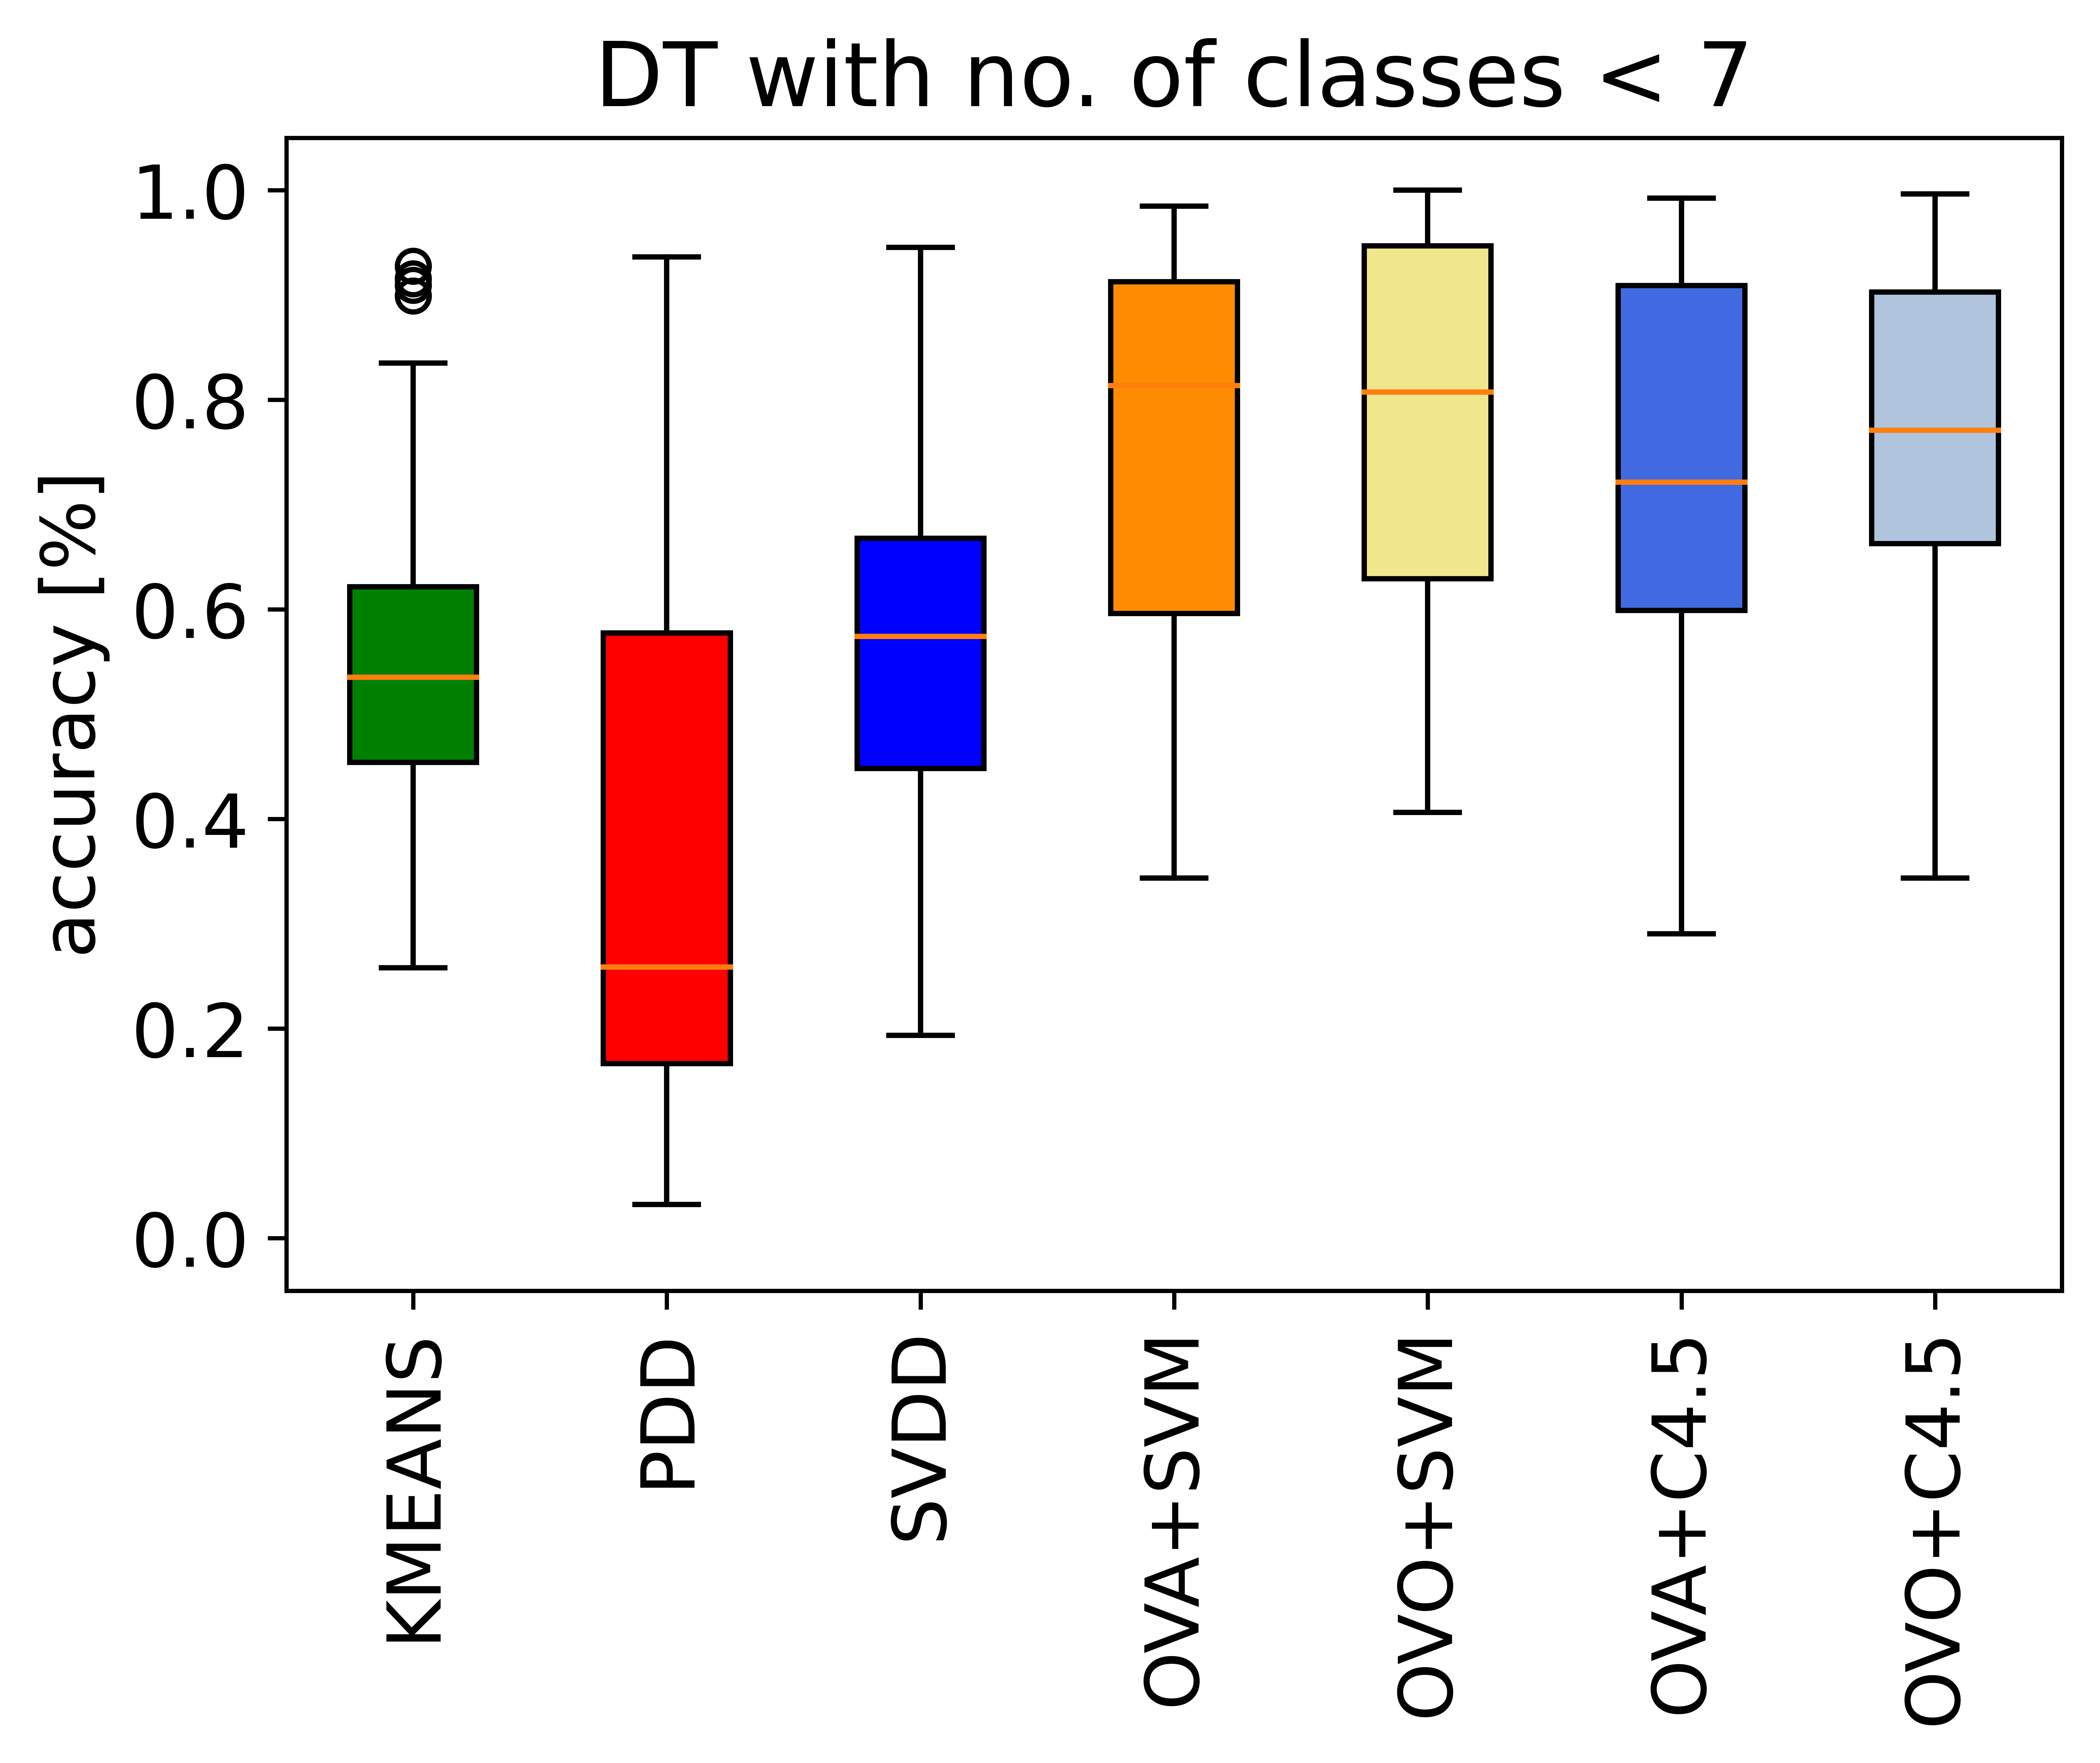 DT with no. of classes < 7
accuracy [%]
1.0
0.8
0.6
0.4
0.2
0.0
KMEANS
PDD
SVDD
OVA+SVM
OVO+SVM
OVA+C4.5
OVO+C4.5